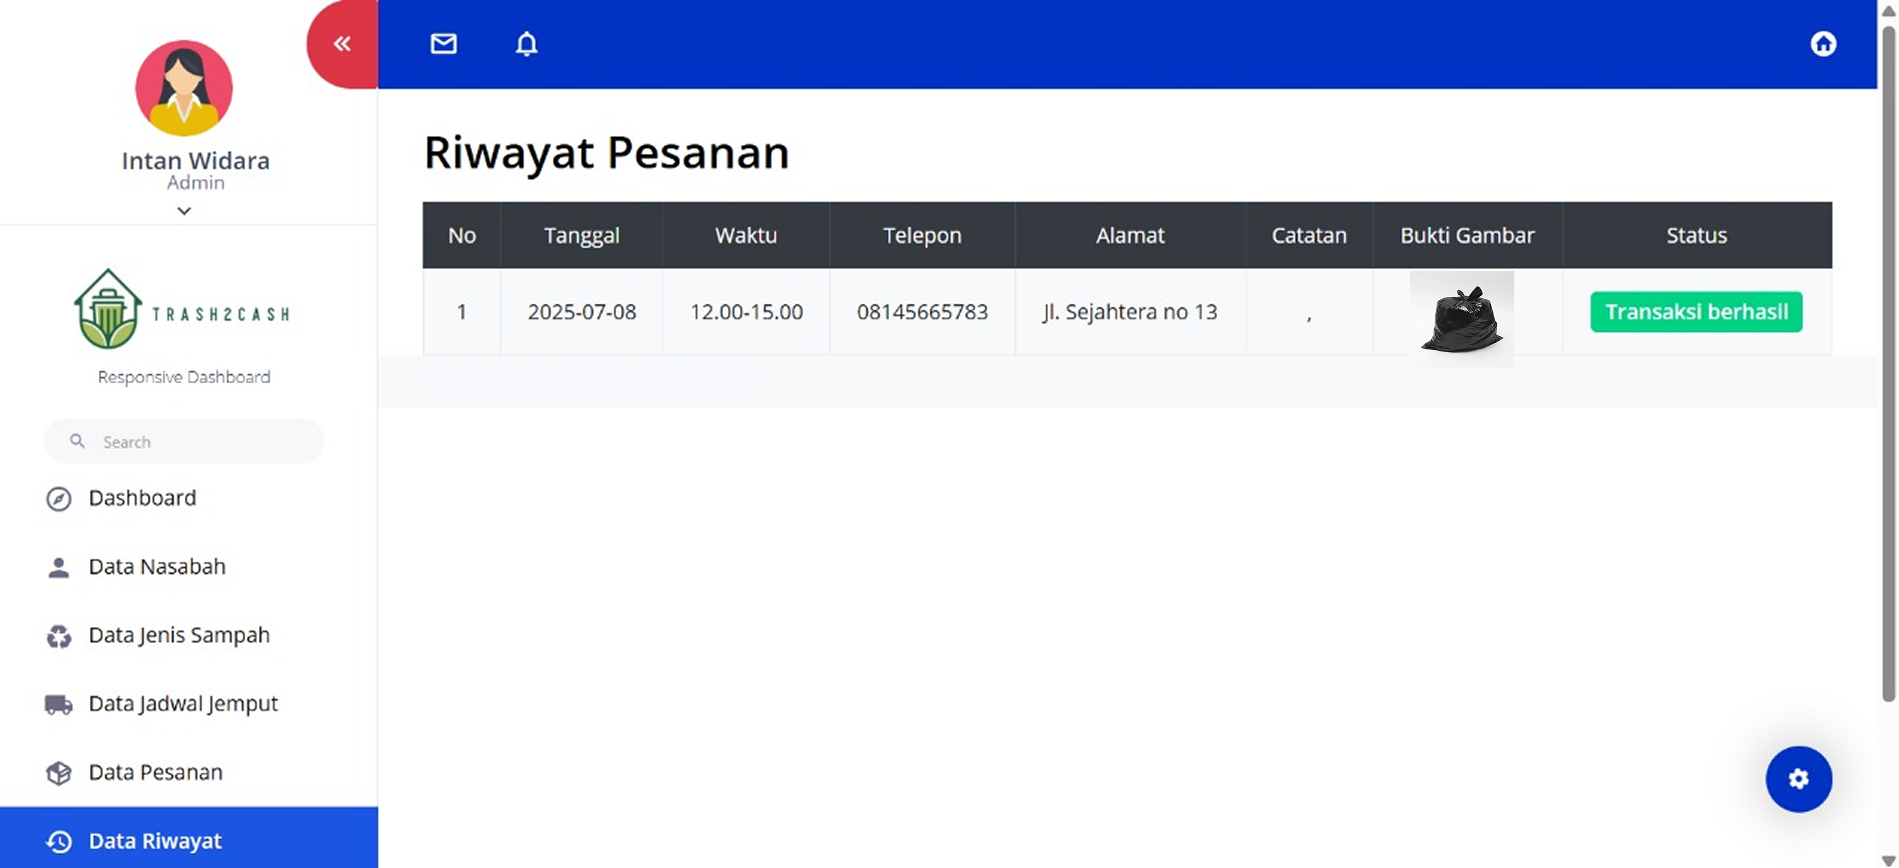 Intan Widara
Admin
TRASH2CASH
Responsive Dashboard
Search
Dashboard
Data Nasabah
Data Jenis Sampah
Data Jadwal Jemput
Data Pesanan
Data Riwayat
Riwayat Pesanan
No Tanggal Waktu Telepon Alamat Catatan Bukti Gambar Status
1 2025-07-08 12.00-15.00 08145665783 Jl. Sejahtera no 13 , Transaksi berhasil